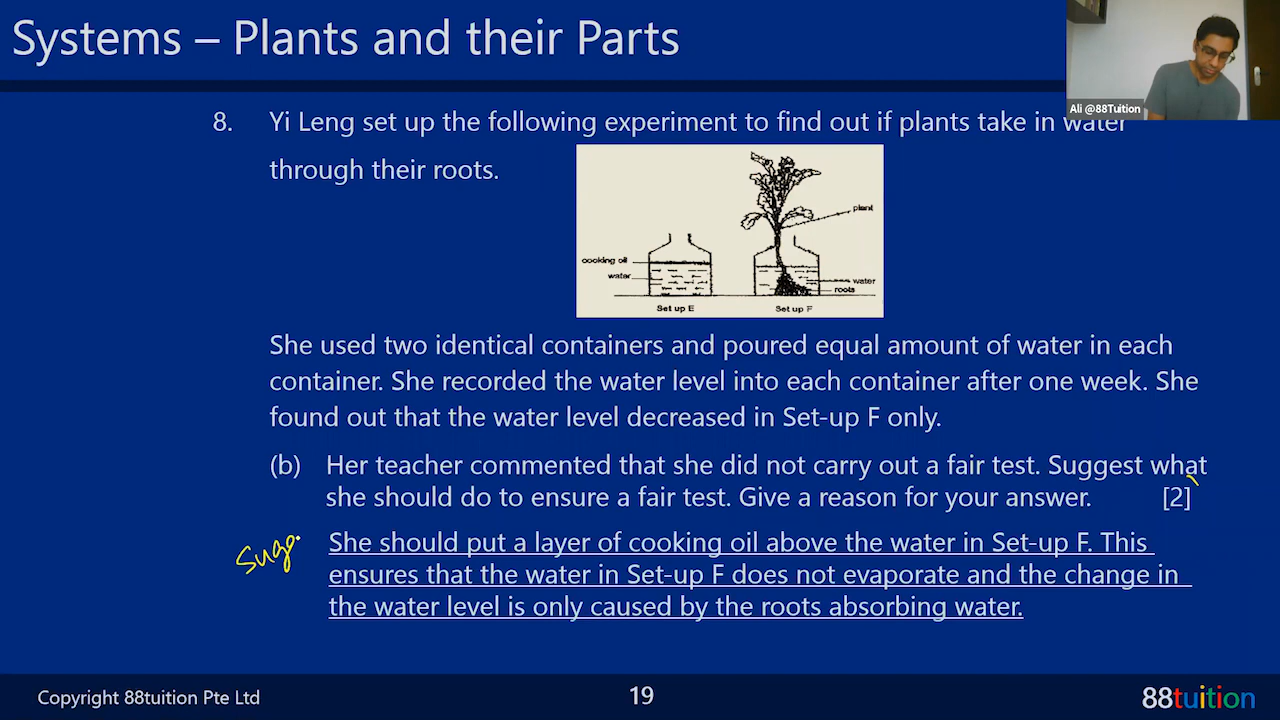 Systems – Plants and their Parts
Ali @88Tuition
8. Yi Leng set up the following experiment to find out if plants take in water
through their roots.
plant
cooking oil
water
water
roots
Set up E
Set up F
She used two identical containers and poured equal amount of water in each
container. She recorded the water level into each container after one week. She
found out that the water level decreased in Set-up F only.
(b) Her teacher commented that she did not carry out a fair test. Suggest what
she should do to ensure a fair test. Give a reason for your answer. [2]
Sugg
She should put a layer of cooking oil above the water in Set-up F. This
ensures that the water in Set-up F does not evaporate and the change in
the water level is only caused by the roots absorbing water.
Copyright 88tuition Pte Ltd
19
88tuition